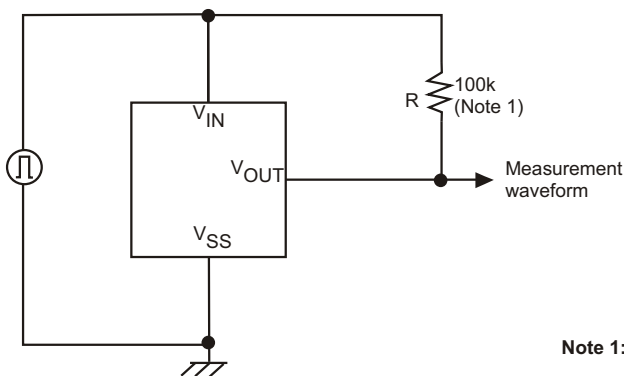 VIN
R
100k
(Note 1)
VOUT
Measurement
waveform
VSS
Note 1: